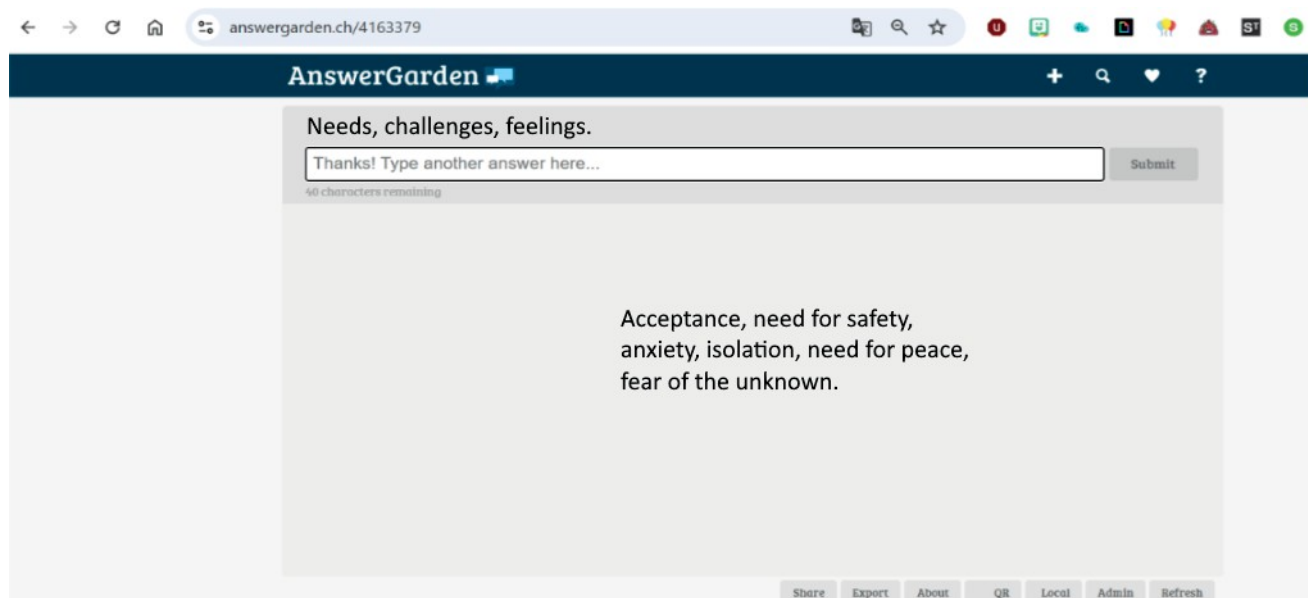 answergarden.ch/4163379
AnswerGarden
Needs, challenges, feelings.
Thanks! Type another answer here...
Submit
40 characters remaining
Acceptance, need for safety,
anxiety, isolation, need for peace,
fear of the unknown.
Share Export About QR Local Admin Refresh